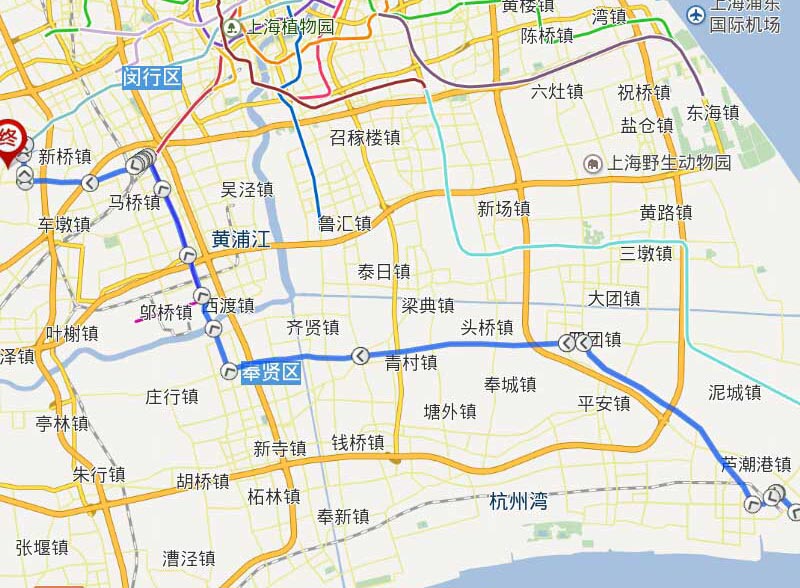 黄楼镇
湾镇
上海浦东
国际机场
上海植物园
陈桥镇
闵行区
六灶镇
祝桥镇
东海镇
盐仓镇
终
召稼楼镇
新桥镇
上海野生动物园
吴泾镇
马桥镇
新场镇
黄路镇
车墩镇
鲁汇镇
黄浦江
三墩镇
泰日镇
大团镇
梁典镇
邬桥镇
西渡镇
齐贤镇
头桥镇
叶榭镇
四团镇
泽镇
青村镇
奉贤区
奉城镇
泥城镇
庄行镇
平安镇
塘外镇
亭林镇
钱桥镇
新寺镇
芦潮港镇
朱行镇
胡桥镇
柘林镇
杭州湾
奉新镇
张堰镇
漕泾镇